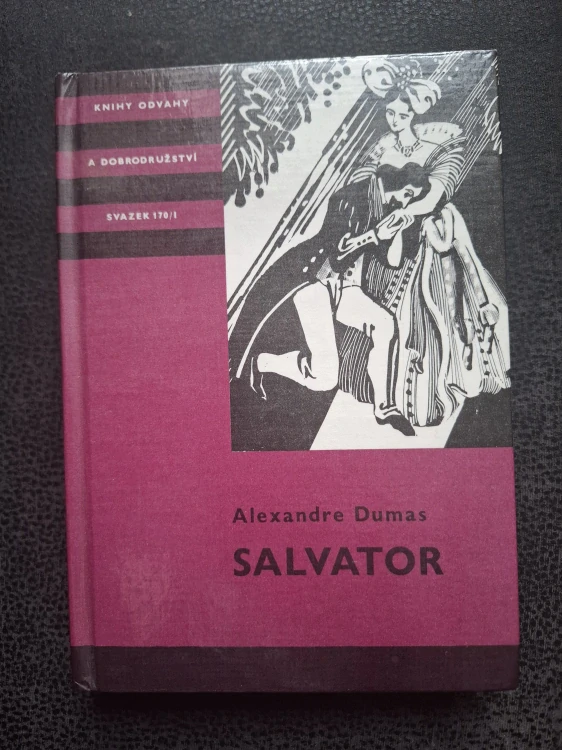 KNIHY ODVAHY
A DOBRODRUŽSTVÍ
SVAZEK 170/I
Alexandre Dumas
SALVATOR